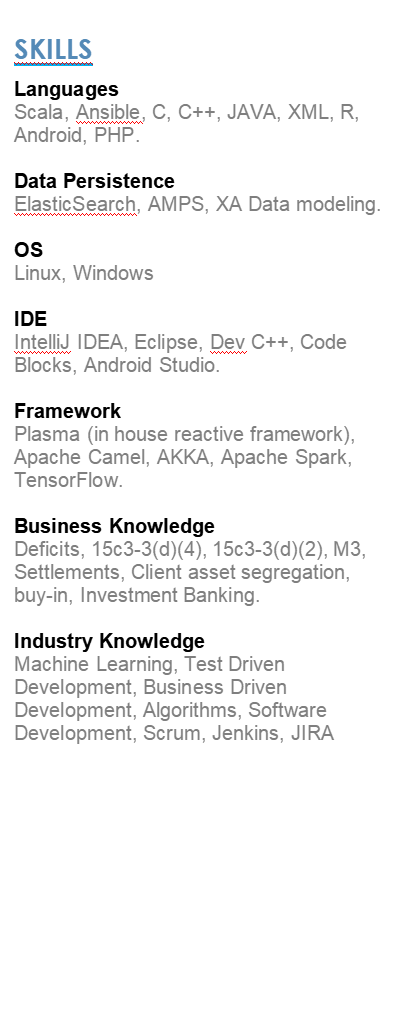 SKILLS
Languages
Scala, Ansible, C, C++, JAVA, XML, R,
Android, PHP.
Data Persistence
ElasticSearch, AMPS, XA Data modeling.
OS
Linux, Windows
IDE
IntelliJ IDEA, Eclipse, Dev C++, Code
Blocks, Android Studio.
Framework
Plasma (in house reactive framework),
Apache Camel, AKKA, Apache Spark,
TensorFlow.
Business Knowledge
Deficits, 15c3-3(d)(4), 15c3-3(d)(2), M3,
Settlements, Client asset segregation,
buy-in, Investment Banking.
Industry Knowledge
Machine Learning, Test Driven
Development, Business Driven
Development, Algorithms, Software
Development, Scrum, Jenkins, JIRA